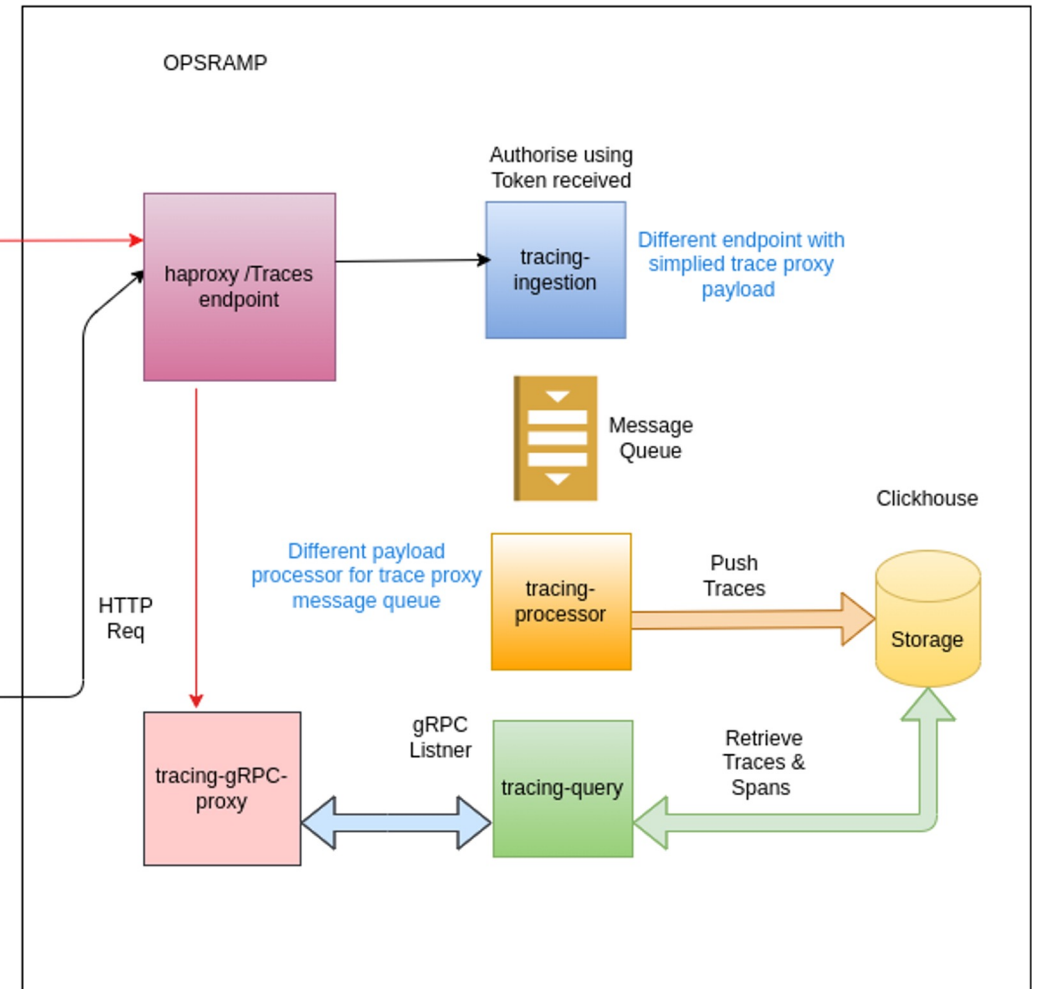 OPSRAMP
Authorise using
Token received
haproxy /Traces
endpoint
tracing-
ingestion
Different endpoint with
simplied trace proxy
payload
Message
Queue
Clickhouse
Different payload
processor for trace proxy
message queue
tracing-
processor
Push
Traces
Storage
HTTP
Req
tracing-gRPC-
proxy
gRPC
Listner
tracing-query
Retrieve
Traces &
Spans